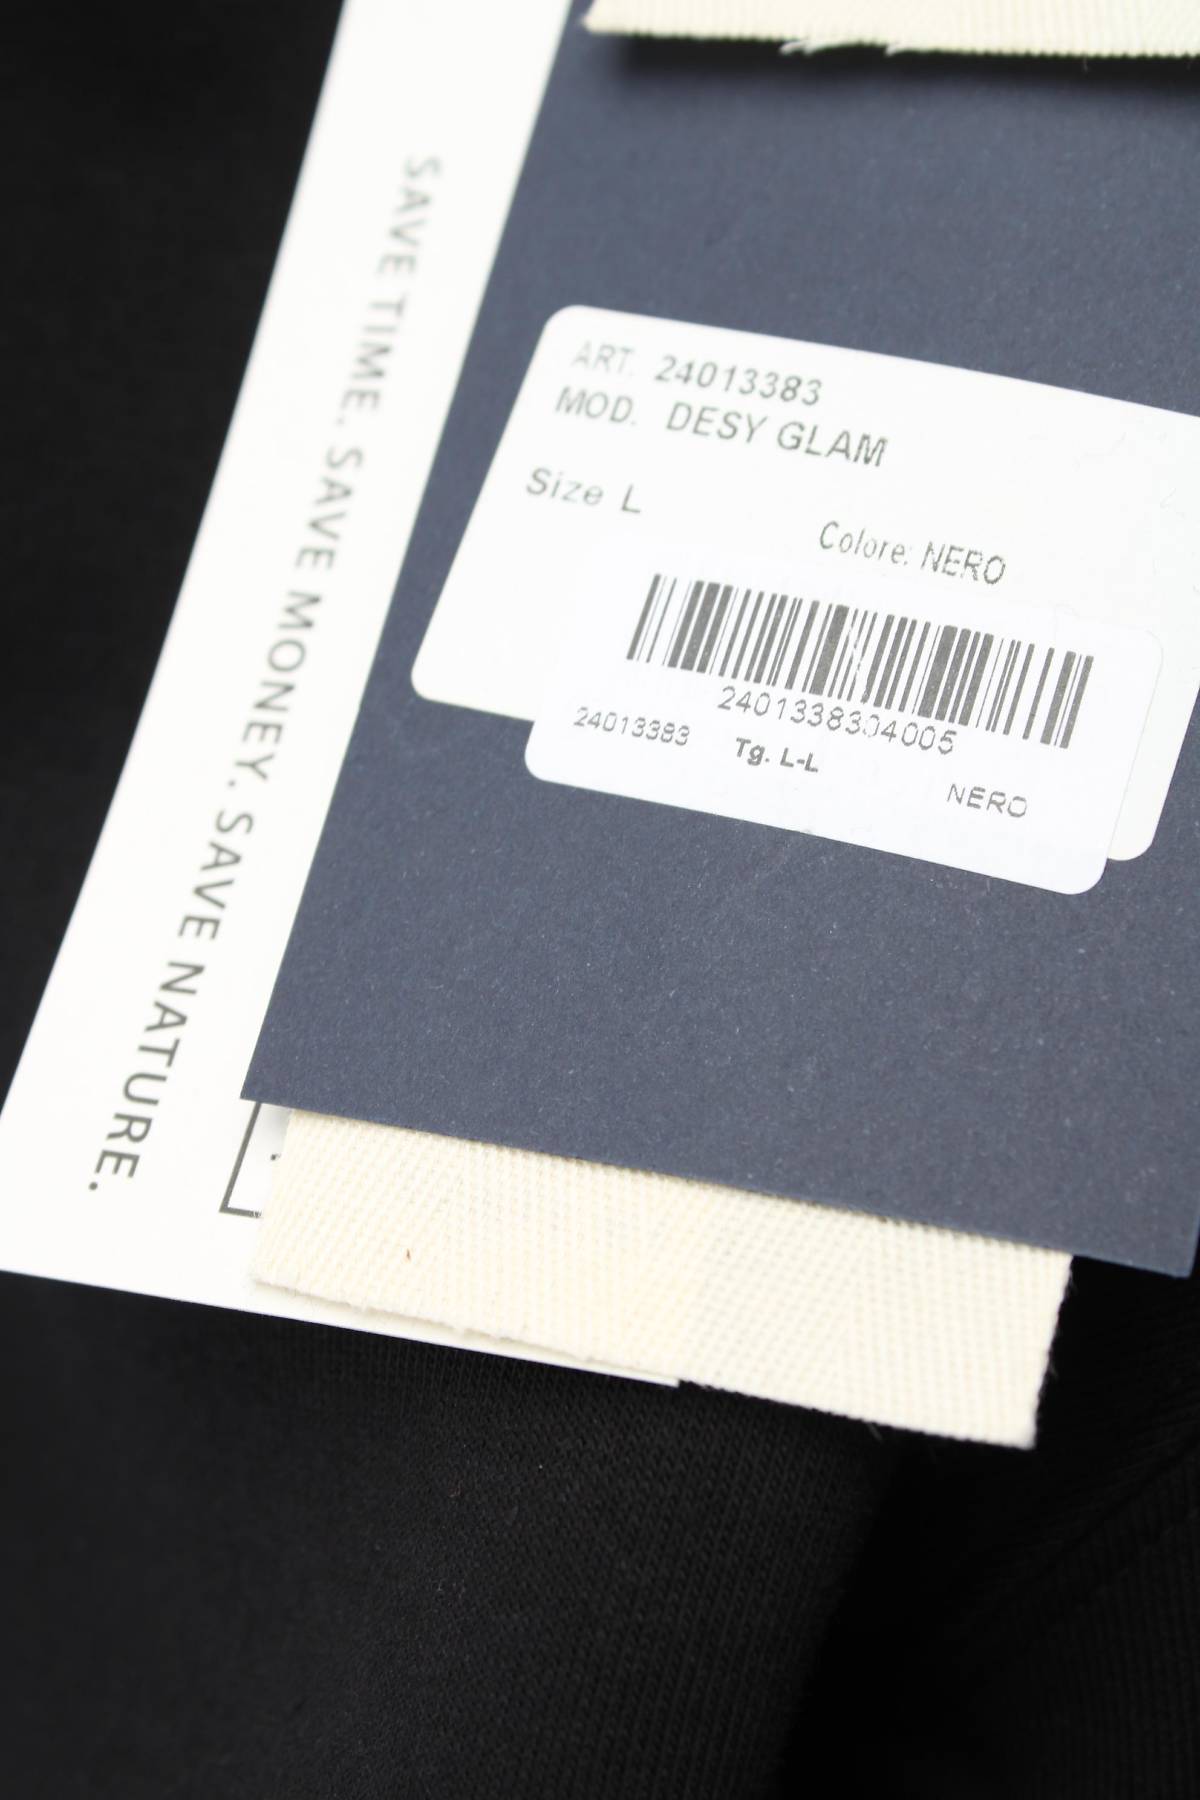 SAVE TIME. SAVE MONEY. SAVE NATURE.
ART. 24013383
MOD. DESY GLAM
Size L
Colore: NERO
2401338304005
24013383 Tg. L-L
NERO